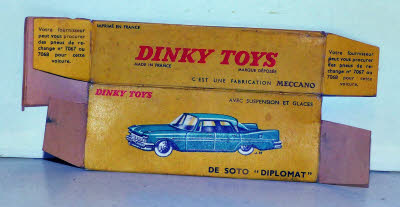 IMPRIMÉ EN FRANCE
Votre fournisseur
peut vous procurer
des pneus de re-
change n° 7067 ou
7068 pour cette
voiture.
DINKY TOYS
MADE IN FRANCE
MARQUE DÉPOSÉE
C'EST UNE FABRICATION MECCANO
Votre fournisseur
peut vous procurer
des pneus de re-
change n° 7067 ou
7068 pour cette
voiture.
DINKY TOYS
AVEC SUSPENSION ET GLACES
DE SOTO "DIPLOMAT"